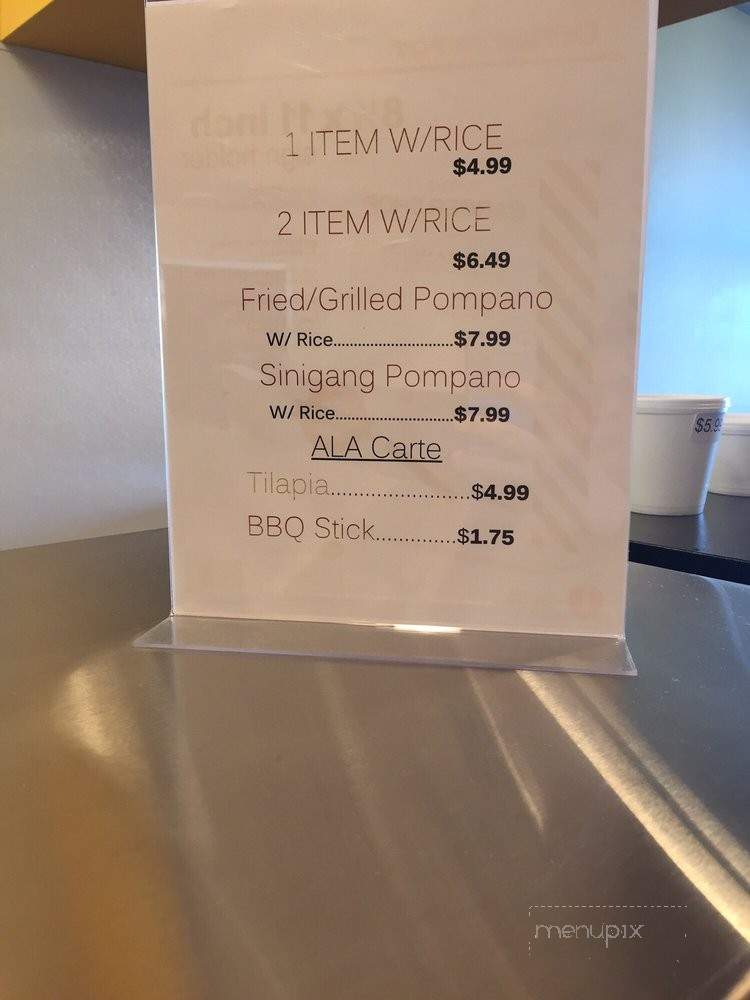 1 ITEM W/RICE
$4.99
2 ITEM W/RICE
$6.49
Fried/Grilled Pompano
W/ Rice............................$7.99
Sinigang Pompano
W/ Rice............................$7.99
ALA Carte
Tilapia........................$4.99
BBQ Stick..............$1.75
menupix